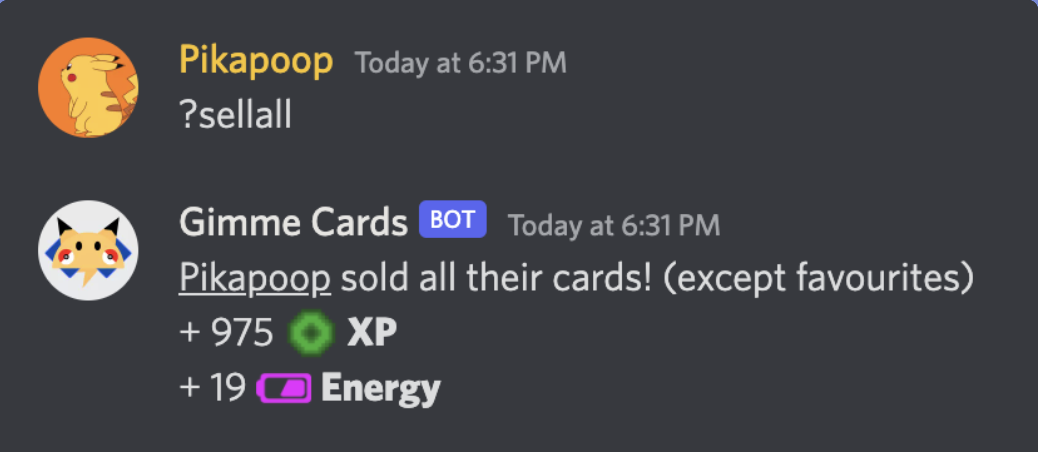 Pikapoop Today at 6:31 PM
?sellall
Gimme Cards BOT Today at 6:31 PM
Pikapoop sold all their cards! (except favourites)
+ 975 XP
+ 19 Energy